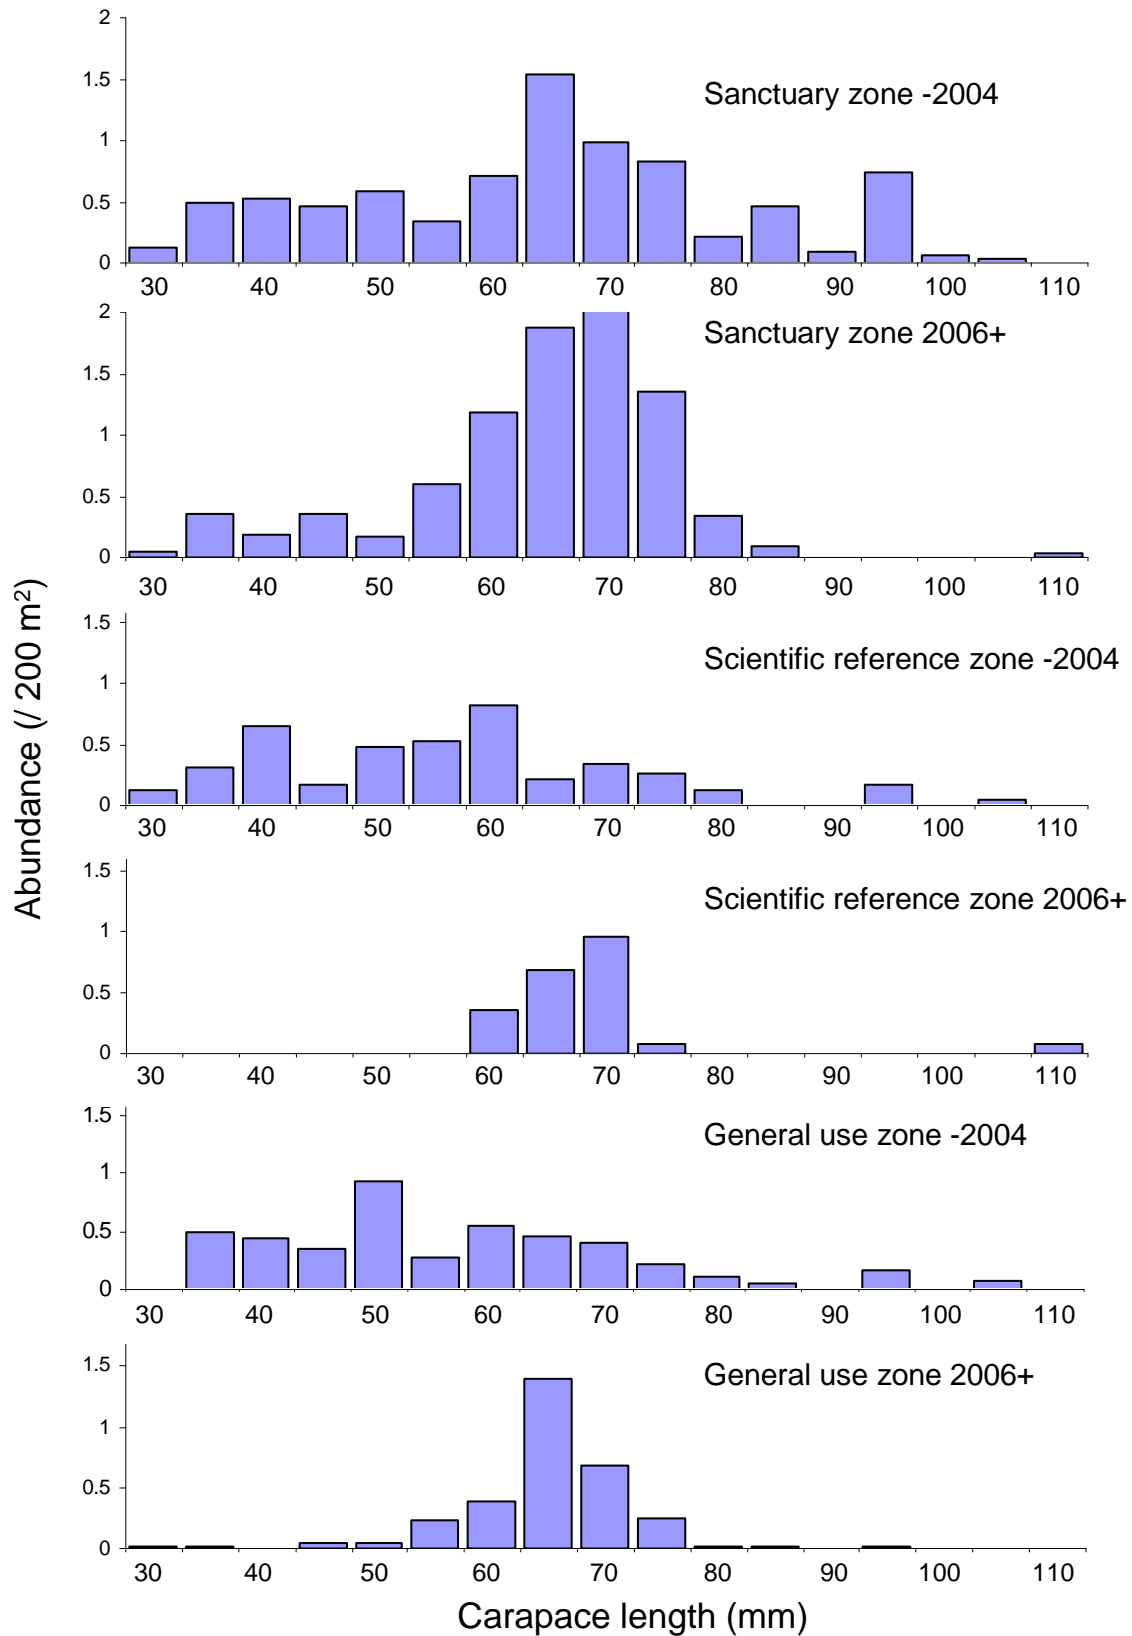 2
1.5
Sanctuary zone -2004
1
0.5
0
30 40 50 60 70 80 90 100 110
2
Sanctuary zone 2006+
1.5
1
0.5
0
30 40 50 60 70 80 90 100 110
1.5
Scientific reference zone -2004
1
0.5
0
30 40 50 60 70 80 90 100 110
Abundance (/ 200 m²)
1.5
Scientific reference zone 2006+
1
0.5
0
30 40 50 60 70 80 90 100 110
1.5
General use zone -2004
1
0.5
0
30 40 50 60 70 80 90 100 110
1.5
General use zone 2006+
1
0.5
0
30 40 50 60 70 80 90 100 110
Carapace length (mm)